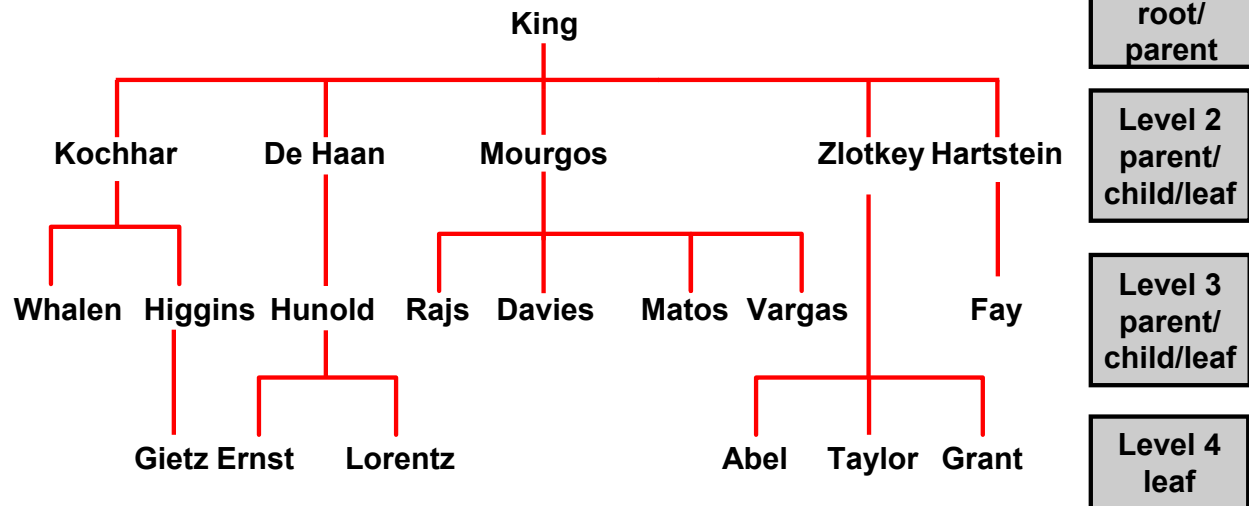 King
root/
parent
Kochhar De Haan Mourgos Zlotkey Hartstein
Level 2
parent/
child/leaf
Whalen Higgins Hunold Rajs Davies Matos Vargas Fay
Level 3
parent/
child/leaf
Gietz Ernst Lorentz Abel Taylor Grant
Level 4
leaf